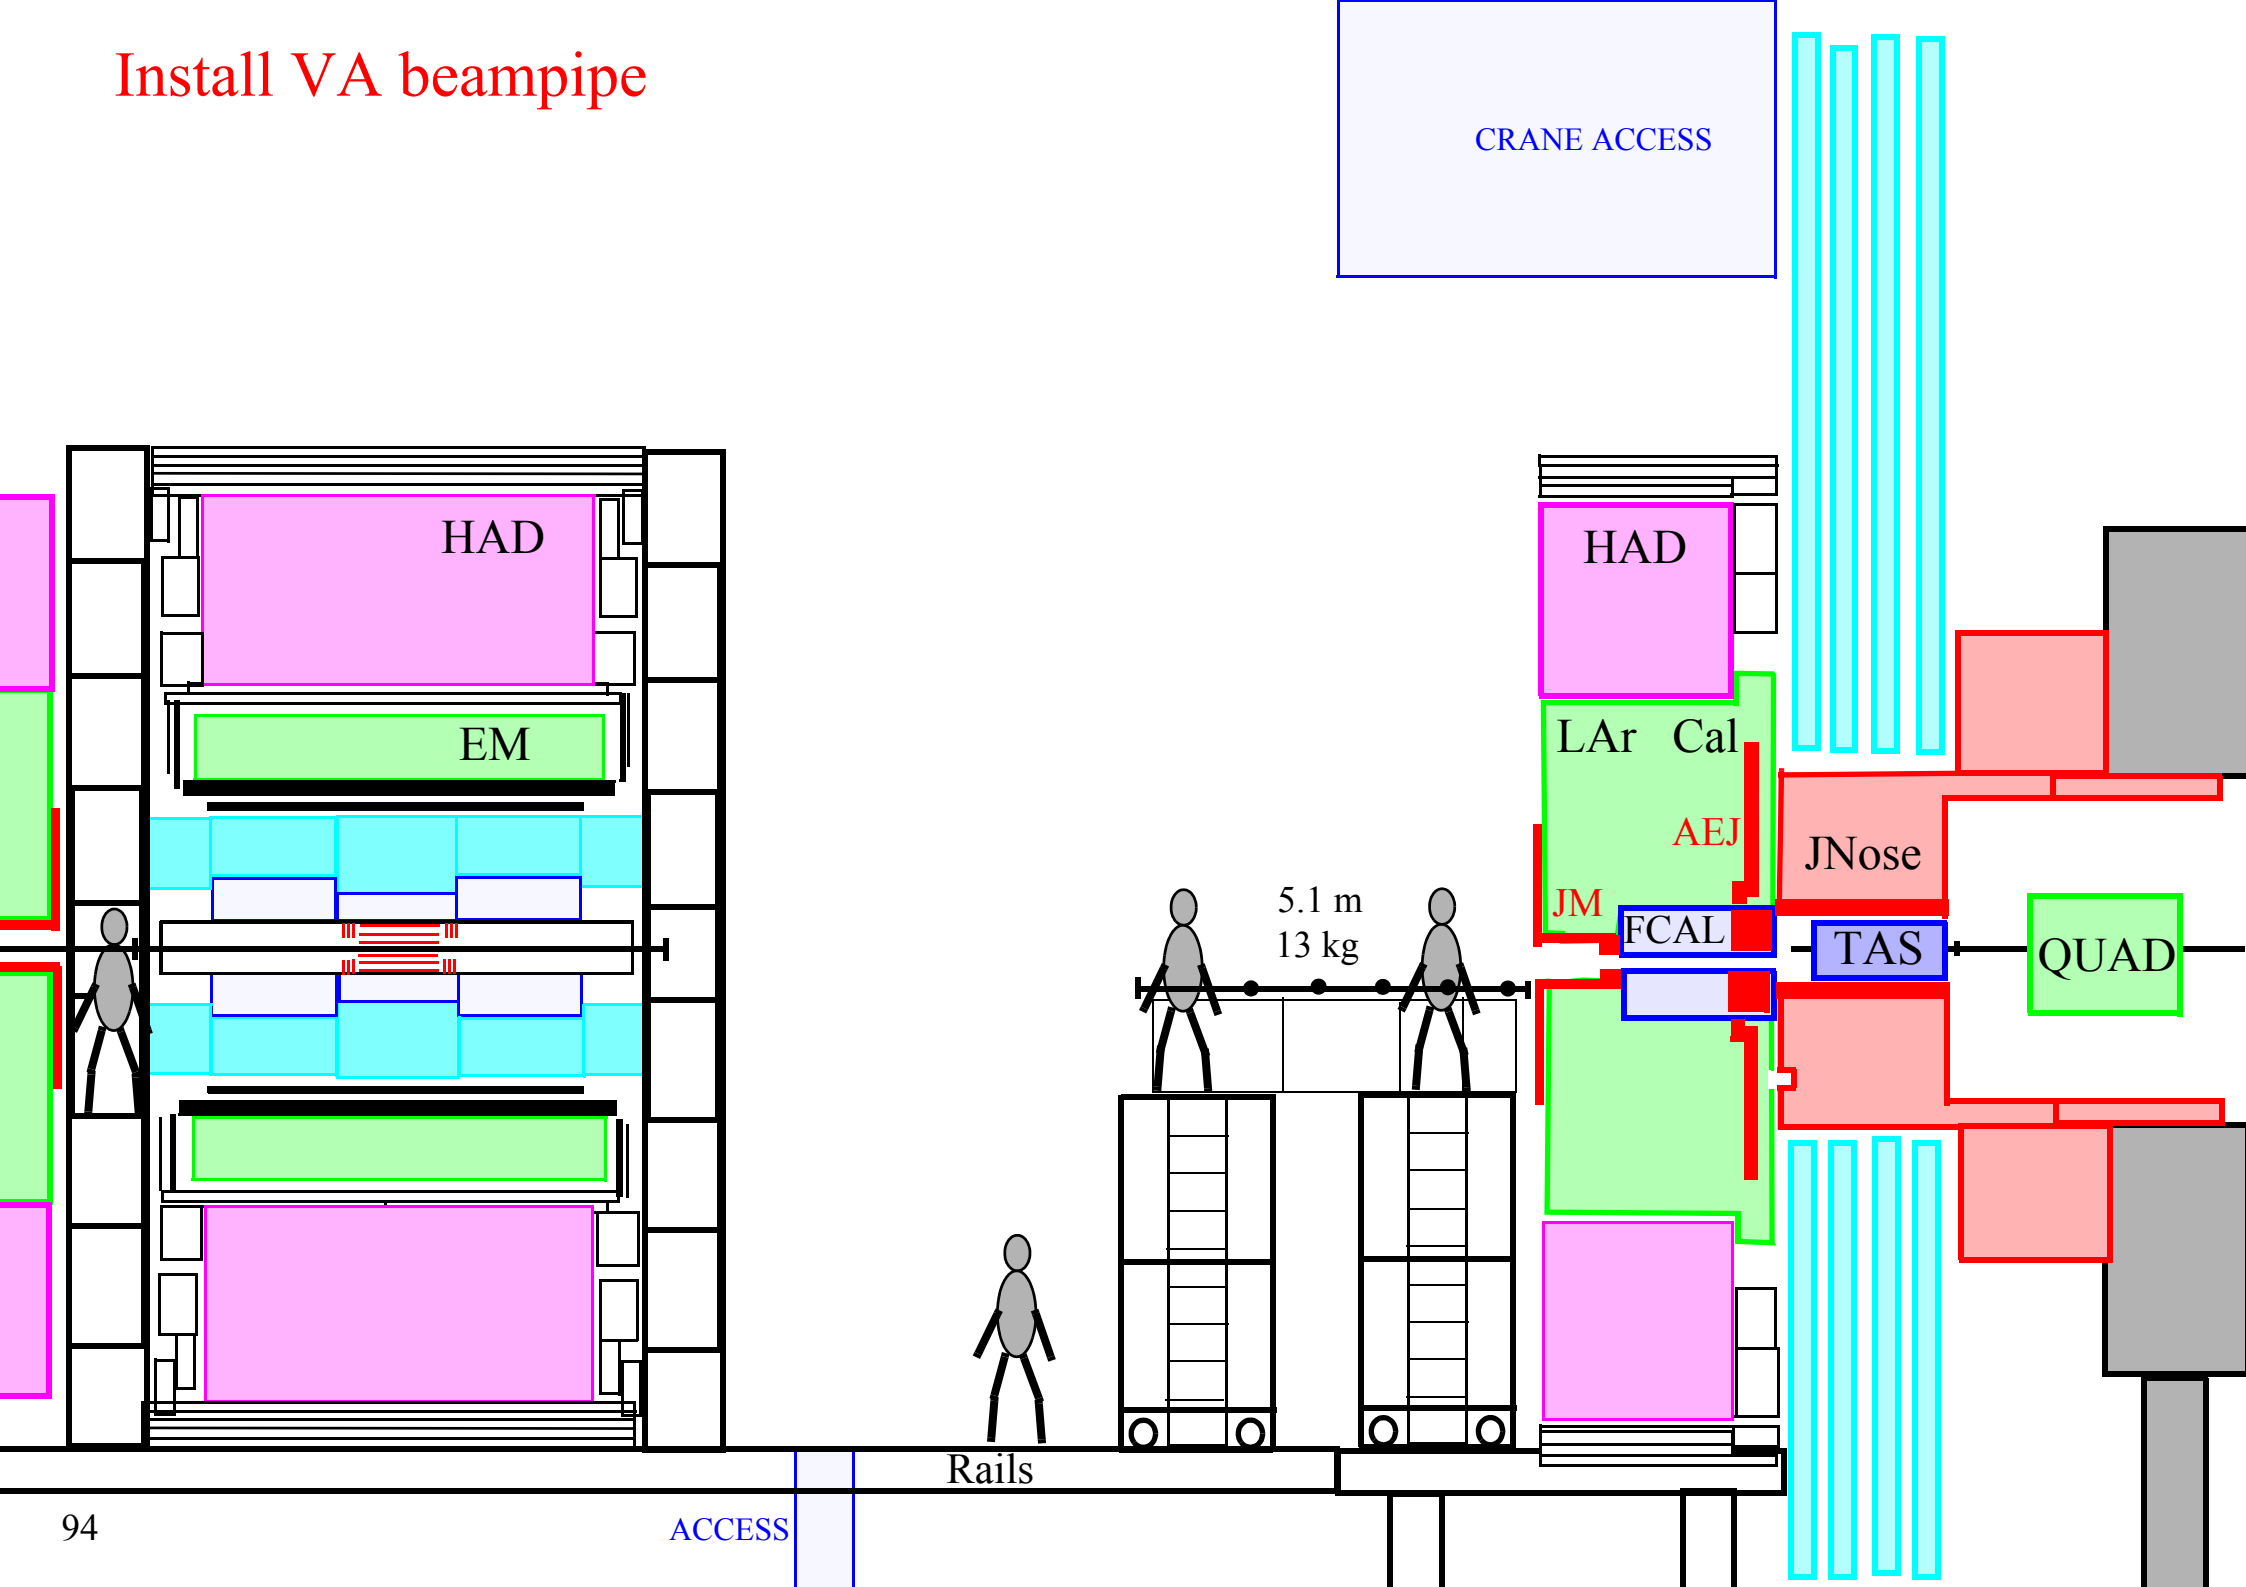 Install VA beampipe
CRANE ACCESS
HAD
HAD
EM
LAr Cal
AEJ
JNose
JM
5.1 m
13 kg
FCAL
TAS
QUAD
Rails
94
ACCESS